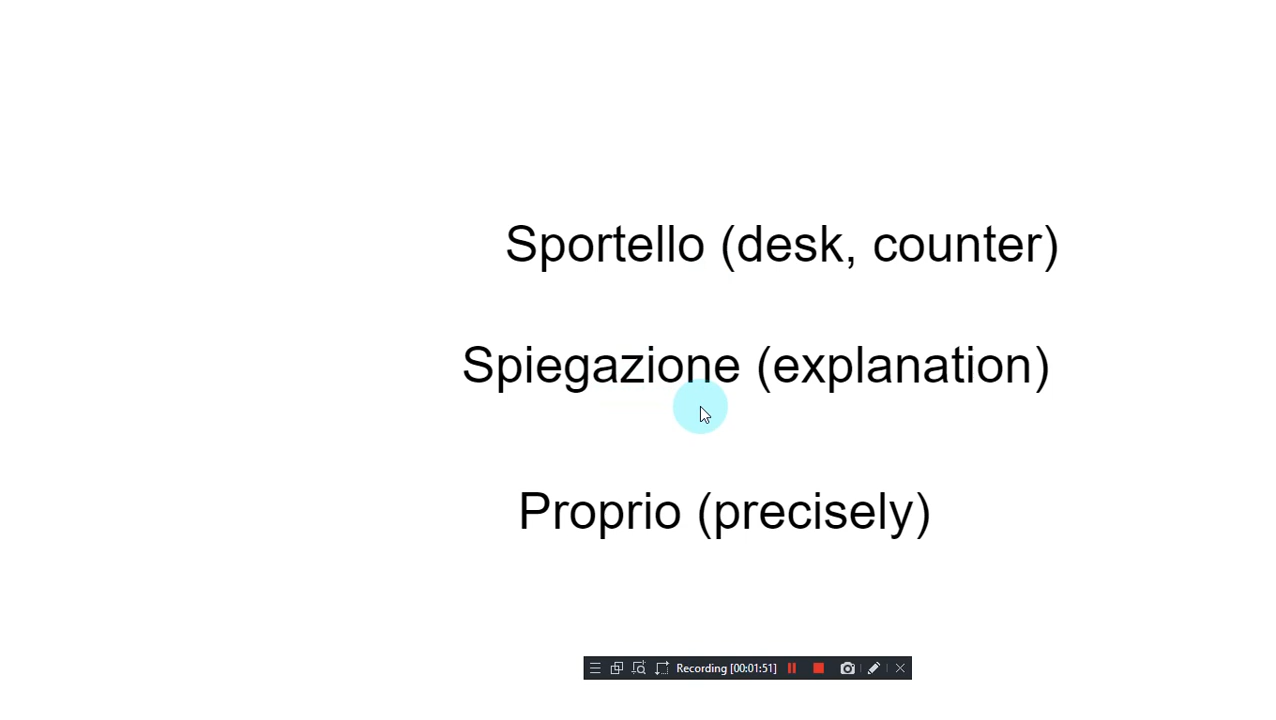 Sportello (desk, counter)
Spiegazione (explanation)
Proprio (precisely)
Recording [00:01:51]